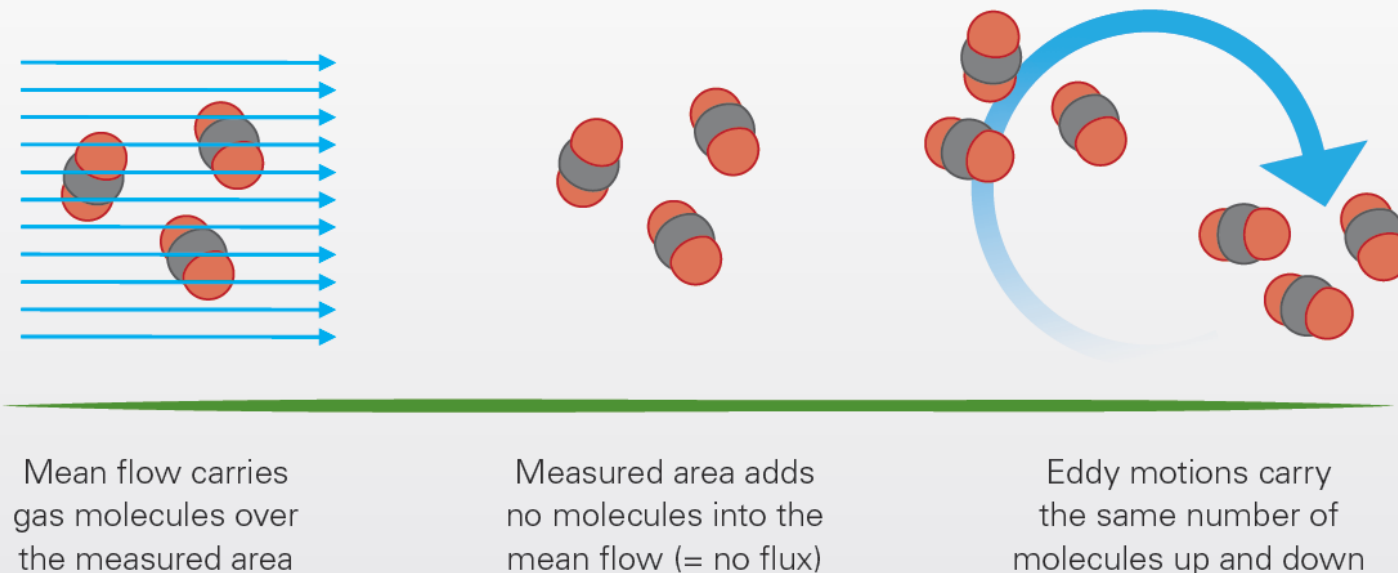 Mean flow carries
gas molecules over
the measured area
Measured area adds
no molecules into the
mean flow (= no flux)
Eddy motions carry
the same number of
molecules up and down